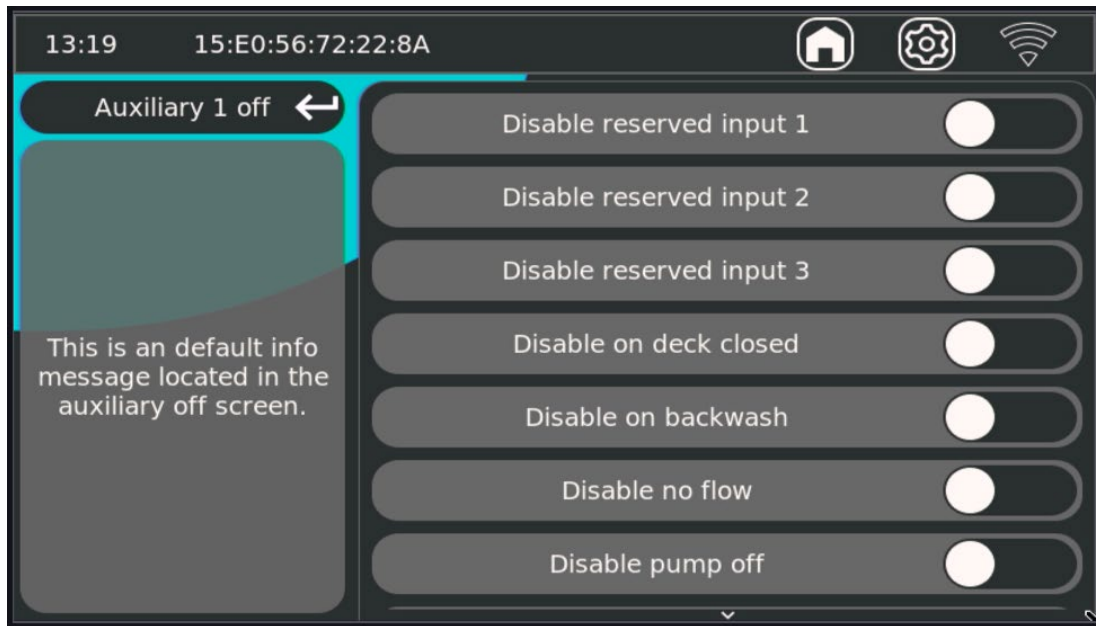 13:19 15:E0:56:72:22:8A
Auxiliary 1 off
This is an default info
message located in the
auxiliary off screen.
Disable reserved input 1
Disable reserved input 2
Disable reserved input 3
Disable on deck closed
Disable on backwash
Disable no flow
Disable pump off